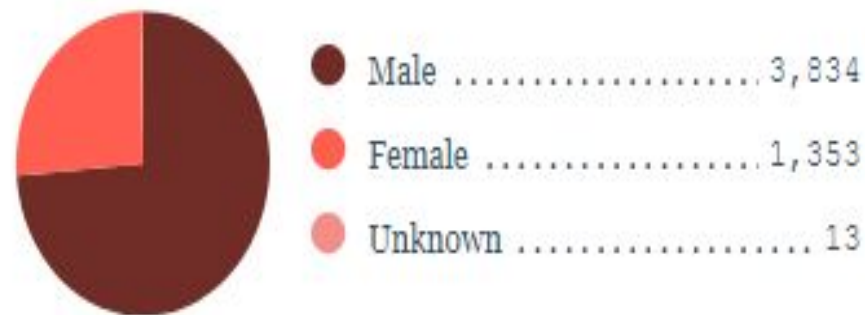 Male .................... 3,834
Female .................. 1,353
Unknown ................... 13